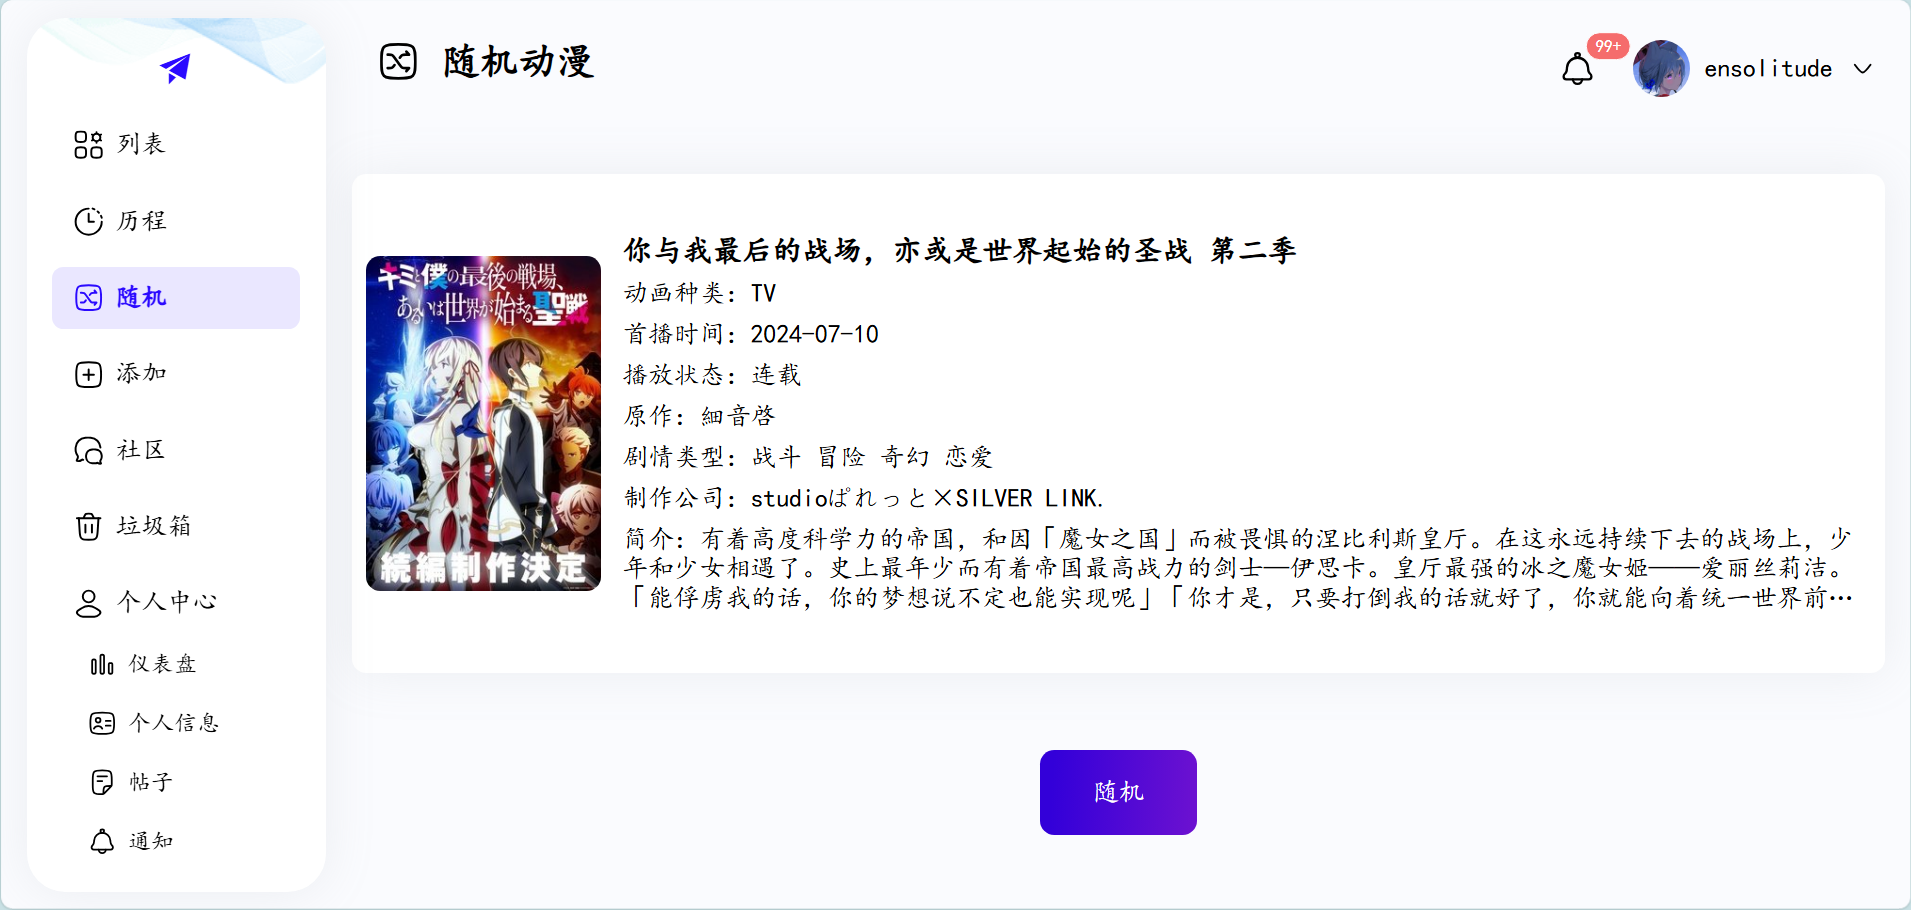 列表
历程
随机
添加
社区
垃圾箱
个人中心
仪表盘
个人信息
帖子
通知
随机动漫
99+
ensolitude
キミと僕の最後の戦場、
あるいは世界が始まる聖戦
続編制作決定
你与我最后的战场，亦或是世界起始的圣战 第二季
动画种类：TV
首播时间：2024-07-10
播放状态：连载
原作：細音啓
剧情类型：战斗 冒险 奇幻 恋爱
制作公司：studioぱれっと×SILVER LINK.
简介：有着高度科学力的帝国，和因「魔女之国」而被畏惧的涅比利斯皇厅。在这永远持续下去的战场上，少
年和少女相遇了。史上最年少而有着帝国最高战力的剑士—伊思卡。皇厅最强的冰之魔女姬——爱丽丝莉洁。
「能俘虏我的话，你的梦想说不定也能实现呢」「你才是，只要打倒我的话就好了，你就能向着统一世界前…
随机